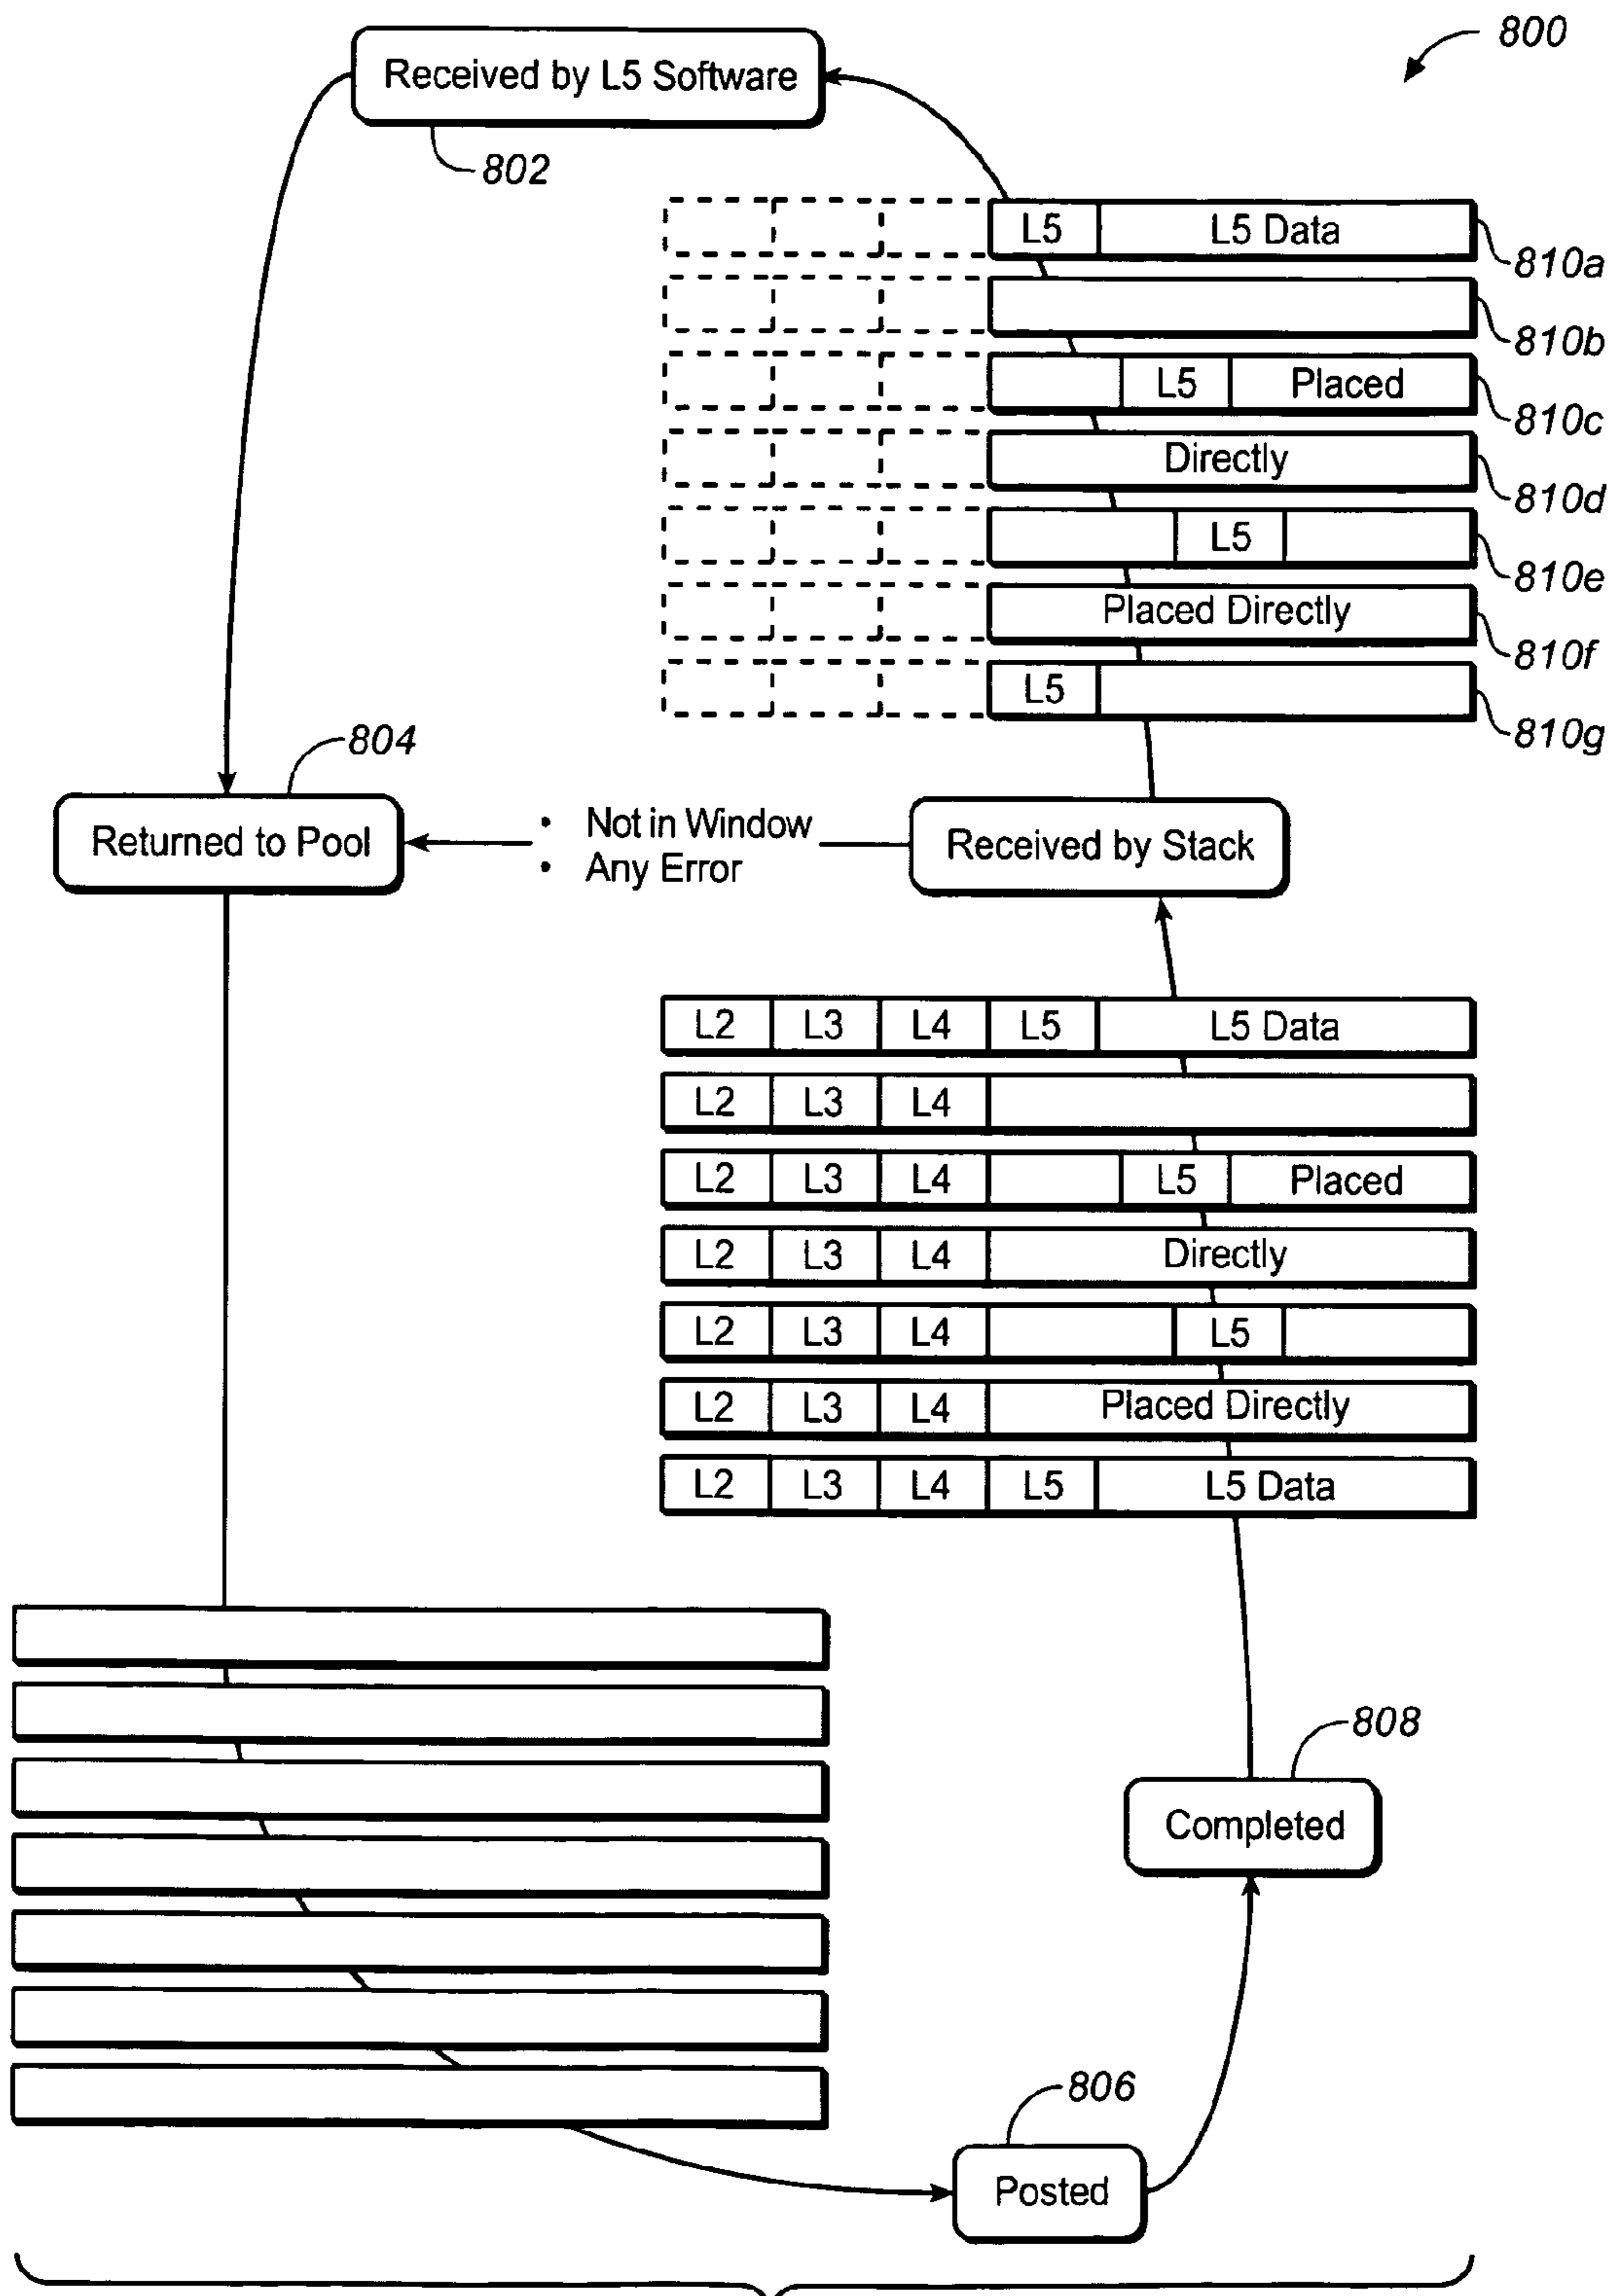 800
Received by L5 Software
802
L5 L5 Data
810a
810b
L5 Placed
810c
Directly
810d
L5
810e
Placed Directly
810f
L5
810g
804
Returned to Pool
• Not in Window
• Any Error
Received by Stack
L2 L3 L4 L5 L5 Data
L2 L3 L4
L2 L3 L4 L5 Placed
L2 L3 L4 Directly
L2 L3 L4 L5
L2 L3 L4 Placed Directly
L2 L3 L4 L5 L5 Data
808
Completed
806
Posted